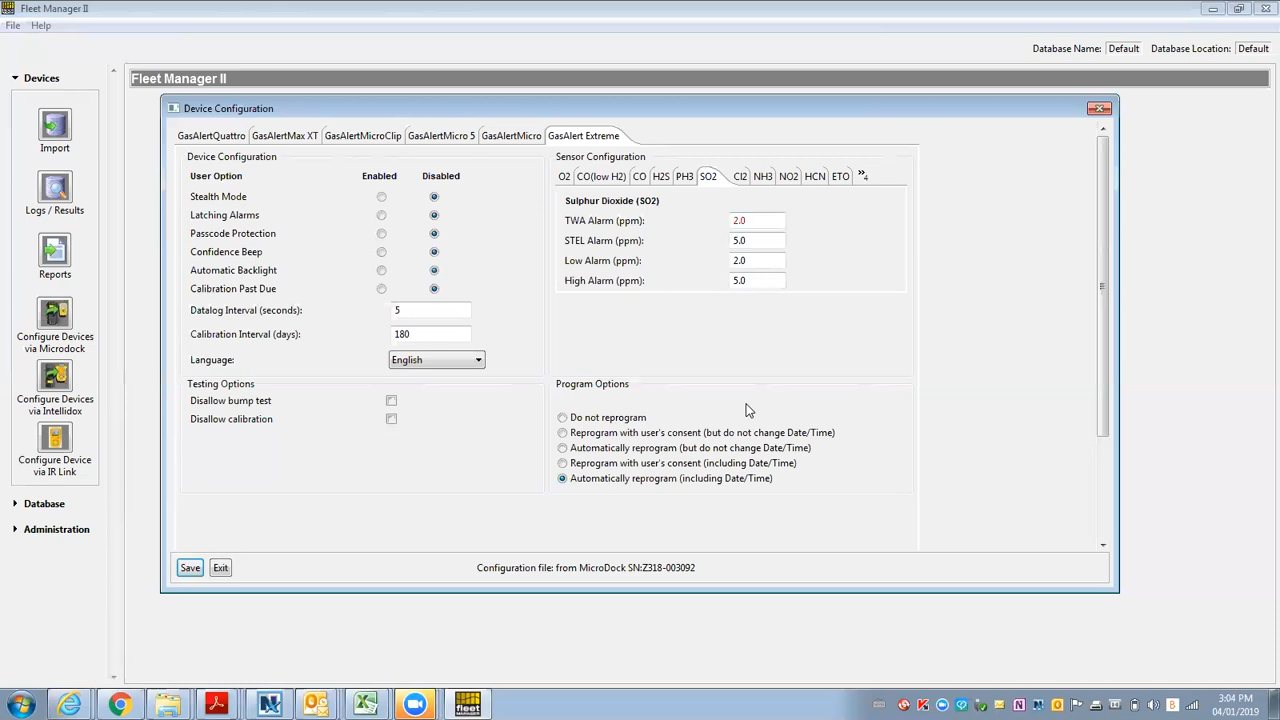 Fleet Manager II
File Help
Database Name: Default Database Location: Default
Devices
Import
Logs / Results
Reports
Configure Devices
via Microdock
Configure Devices
via Intellidox
Configure Device
via IR Link
Database
Administration
Fleet Manager II
Device Configuration
GasAlertQuattro GasAlertMax XT GasAlertMicroClip GasAlertMicro 5 GasAlertMicro GasAlert Extreme
Device Configuration
User Option Enabled Disabled
Stealth Mode
Latching Alarms
Passcode Protection
Confidence Beep
Automatic Backlight
Calibration Past Due
Datalog Interval (seconds): 5
Calibration Interval (days): 180
Language: English
Testing Options
Disallow bump test
Disallow calibration
Sensor Configuration
O2 CO(low H2) CO H2S PH3 SO2 Cl2 NH3 NO2 HCN ETO »4
Sulphur Dioxide (SO2)
TWA Alarm (ppm): 2.0
STEL Alarm (ppm): 5.0
Low Alarm (ppm): 2.0
High Alarm (ppm): 5.0
Program Options
Do not reprogram
Reprogram with user's consent (but do not change Date/Time)
Automatically reprogram (but do not change Date/Time)
Reprogram with user's consent (including Date/Time)
Automatically reprogram (including Date/Time)
Save Exit Configuration file: from MicroDock SN:Z318-003092
3:04 PM
04/01/2019